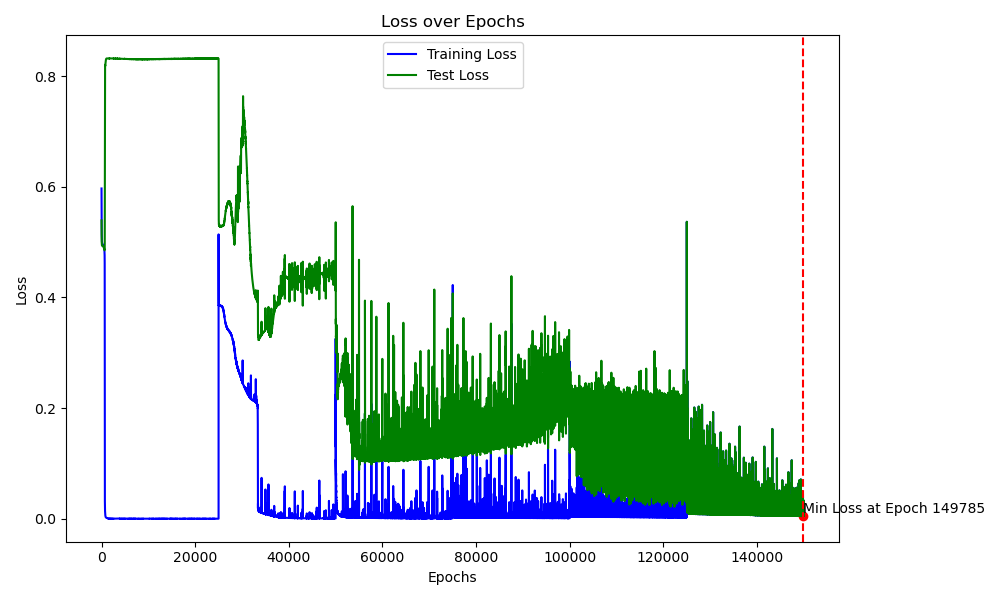 Loss over Epochs
Training Loss
Test Loss
Loss
0.8
0.6
0.4
0.2
0.0
Min Loss at Epoch 149785
0 20000 40000 60000 80000 100000 120000 140000
Epochs